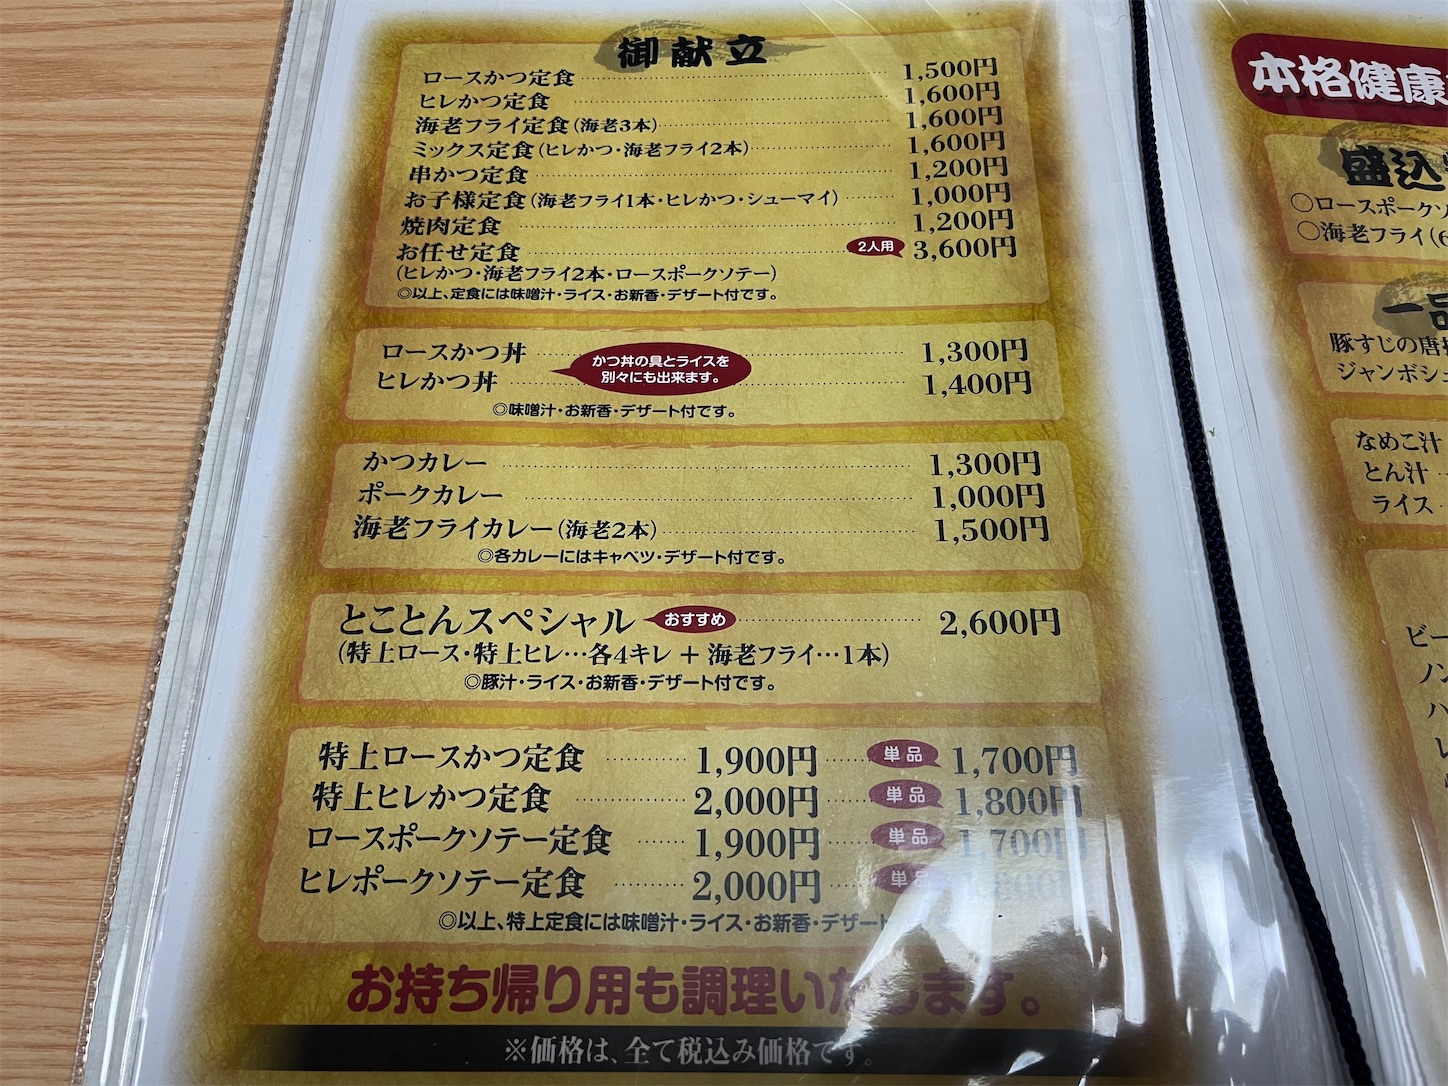 御献立
ロースかつ定食 1,500円
ヒレかつ定食 1,600円
海老フライ定食(海老3本) 1,600円
ミックス定食(ヒレかつ・海老フライ2本) 1,600円
串かつ定食 1,200円
お子様定食(海老フライ1本・ヒレかつ・シューマイ) 1,000円
焼肉定食 1,200円
お任せ定食 2人用 3,600円
(ヒレかつ・海老フライ2本・ロースポークソテー)
◎以上、定食には味噌汁・ライス・お新香・デザート付です。
ロースかつ丼 1,300円
ヒレかつ丼 1,400円
かつ丼の具とライスを
別々にも出来ます。
◎味噌汁・お新香・デザート付です。
かつカレー 1,300円
ポークカレー 1,000円
海老フライカレー(海老2本) 1,500円
◎各カレーにはキャベツ・デザート付です。
とことんスペシャル おすすめ 2,600円
(特上ロース・特上ヒレ…各4キレ + 海老フライ…1本)
◎豚汁・ライス・お新香・デザート付です。
特上ロースかつ定食 1,900円 単品 1,700円
特上ヒレかつ定食 2,000円 単品 1,800円
ロースポークソテー定食 1,900円 単品 1,700円
ヒレポークソテー定食 2,000円 単品
◎以上、特上定食には味噌汁・ライス・お新香・デザート
お持ち帰り用も調理いたします。
※価格は、全て税込み価格です。
本格健康
盛込
○ロースポークソ
○海老フライ(6
一品
豚すじの唐揚
ジャンボシュ
なめこ汁
とん汁
ライス
ビー
ノン
ハ
レ